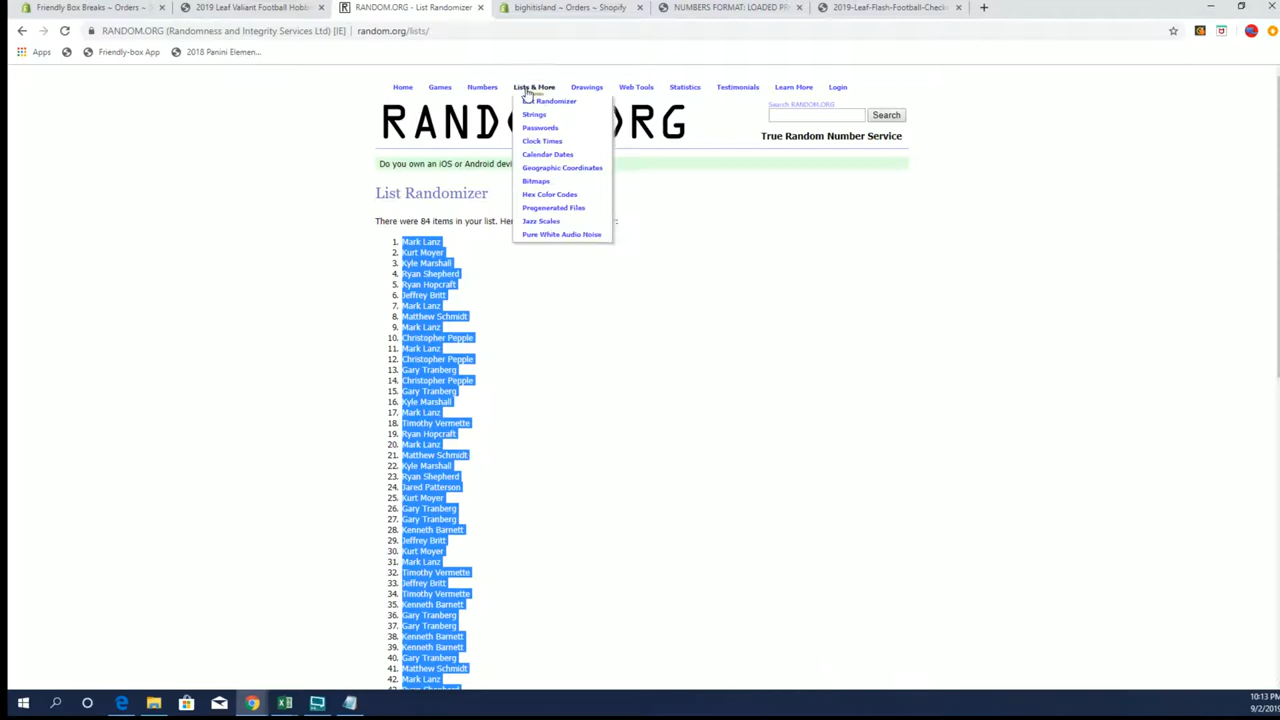 Friendly Box Breaks ~ Orders ~ S
2019 Leaf Valiant Football Hobb
RANDOM.ORG - List Randomizer
bighitisland ~ Orders ~ Shopify
NUMBERS FORMAT: LOADED PR
2019-Leaf-Flash-Football-Check
RANDOM.ORG (Randomness and Integrity Services Ltd) [IE] | random.org/lists/
Apps
Friendly-box App
2018 Panini Elemen...
Home Games Numbers Lists & More Drawings Web Tools Statistics Testimonials Learn More Login
Search RANDOM.ORG
Search
True Random Number Service
Randomizer
Strings
Passwords
Clock Times
Calendar Dates
Geographic Coordinates
Bitmaps
Hex Color Codes
Pregenerated Files
Jazz Scales
Pure White Audio Noise
Do you own an iOS or Android devi
List Randomizer
There were 84 items in your list. He
1. Mark Lanz
2. Kurt Moyer
3. Kyle Marshall
4. Ryan Shepherd
5. Ryan Hopcraft
6. Jeffrey Britt
7. Mark Lanz
8. Matthew Schmidt
9. Mark Lanz
10. Christopher Pepple
11. Mark Lanz
12. Christopher Pepple
13. Gary Tranberg
14. Christopher Pepple
15. Gary Tranberg
16. Kyle Marshall
17. Mark Lanz
18. Timothy Vermette
19. Ryan Hopcraft
20. Mark Lanz
21. Matthew Schmidt
22. Kyle Marshall
23. Ryan Shepherd
24. Jared Patterson
25. Kurt Moyer
26. Gary Tranberg
27. Gary Tranberg
28. Kenneth Barnett
29. Jeffrey Britt
30. Kurt Moyer
31. Mark Lanz
32. Timothy Vermette
33. Jeffrey Britt
34. Timothy Vermette
35. Kenneth Barnett
36. Gary Tranberg
37. Gary Tranberg
38. Kenneth Barnett
39. Kenneth Barnett
40. Gary Tranberg
41. Matthew Schmidt
42. Mark Lanz
10:13 PM
9/2/2019